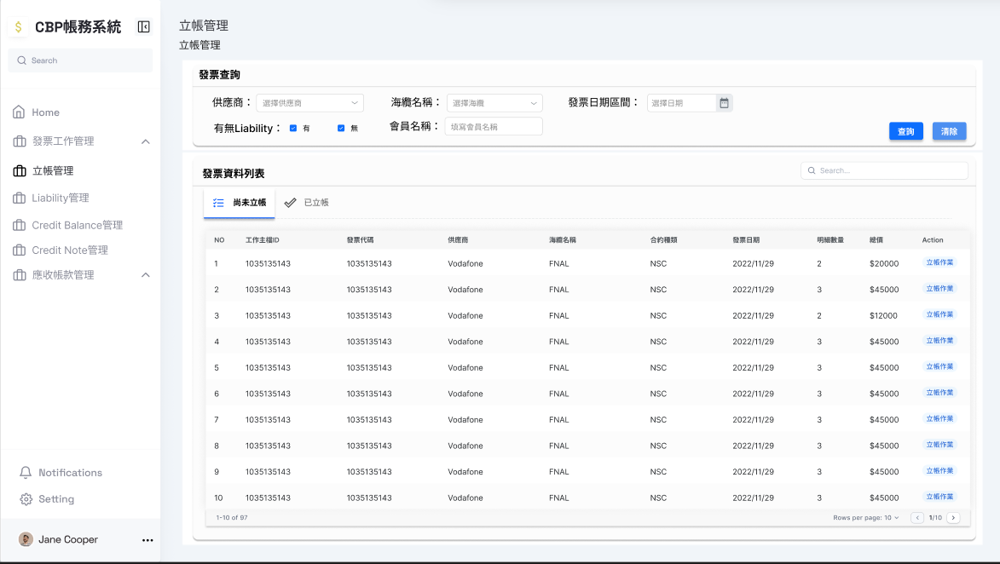 $ CBP帳務系統
Search
Home
發票工作管理
立帳管理
Liability管理
Credit Balance管理
Credit Note管理
應收帳款管理
Notifications
Setting
Jane Cooper
立帳管理
立帳管理
發票查詢
供應商： 選擇供應商 海纜名稱： 選擇海纜 發票日期區間： 選擇日期
有無Liability： 有 無 會員名稱： 填寫會員名稱
查詢 清除
發票資料列表 Search...
尚未立帳 已立帳
NO 工作主檔ID 發票代碼 供應商 海纜名稱 合約種類 發票日期 明細數量 總價 Action
1 1035135143 1035135143 Vodafone FNAL NSC 2022/11/29 2 $20000 立帳作業
2 1035135143 1035135143 Vodafone FNAL NSC 2022/11/29 3 $45000 立帳作業
3 1035135143 1035135143 Vodafone FNAL NSC 2022/11/29 2 $12000 立帳作業
4 1035135143 1035135143 Vodafone FNAL NSC 2022/11/29 3 $45000 立帳作業
5 1035135143 1035135143 Vodafone FNAL NSC 2022/11/29 3 $45000 立帳作業
6 1035135143 1035135143 Vodafone FNAL NSC 2022/11/29 3 $45000 立帳作業
7 1035135143 1035135143 Vodafone FNAL NSC 2022/11/29 3 $45000 立帳作業
8 1035135143 1035135143 Vodafone FNAL NSC 2022/11/29 3 $45000 立帳作業
9 1035135143 1035135143 Vodafone FNAL NSC 2022/11/29 3 $45000 立帳作業
10 1035135143 1035135143 Vodafone FNAL NSC 2022/11/29 3 $45000 立帳作業
1-10 of 97 Rows per page: 10 1/10